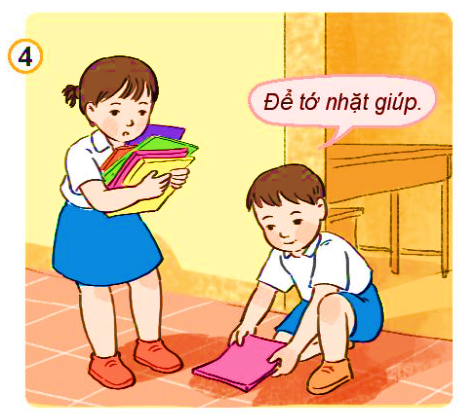 4
Để tớ nhặt giúp.